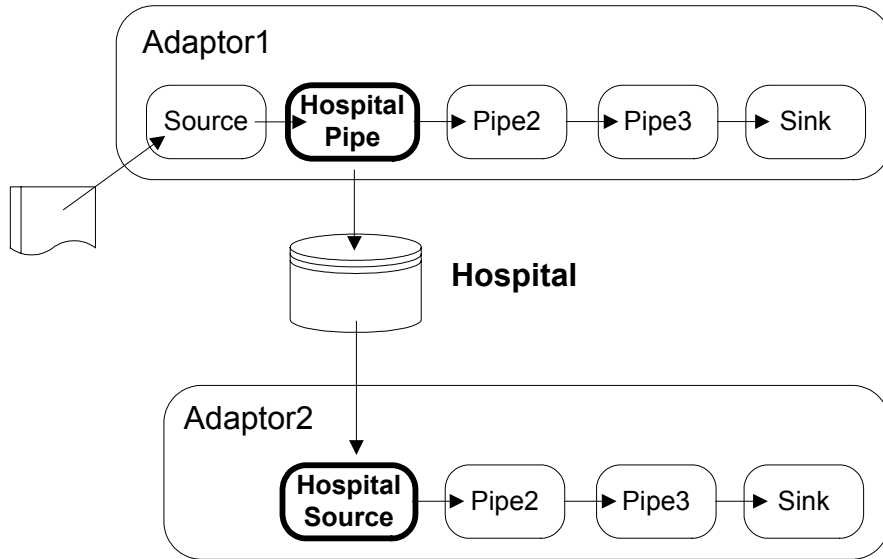 Adaptor1
Source
Hospital
Pipe
Pipe2
Pipe3
Sink
Hospital
Adaptor2
Hospital
Source
Pipe2
Pipe3
Sink